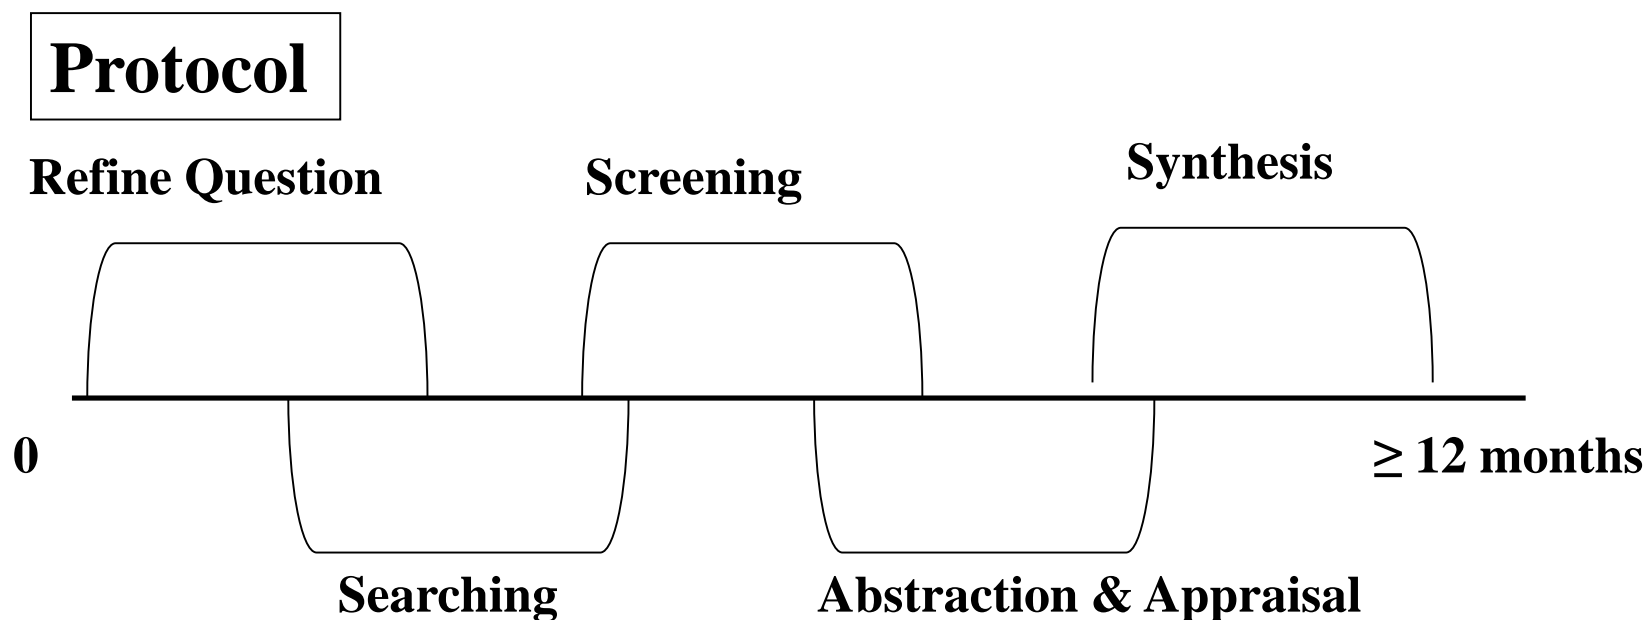 Protocol
Refine Question
Screening
Synthesis
0
≥ 12 months
Searching
Abstraction & Appraisal